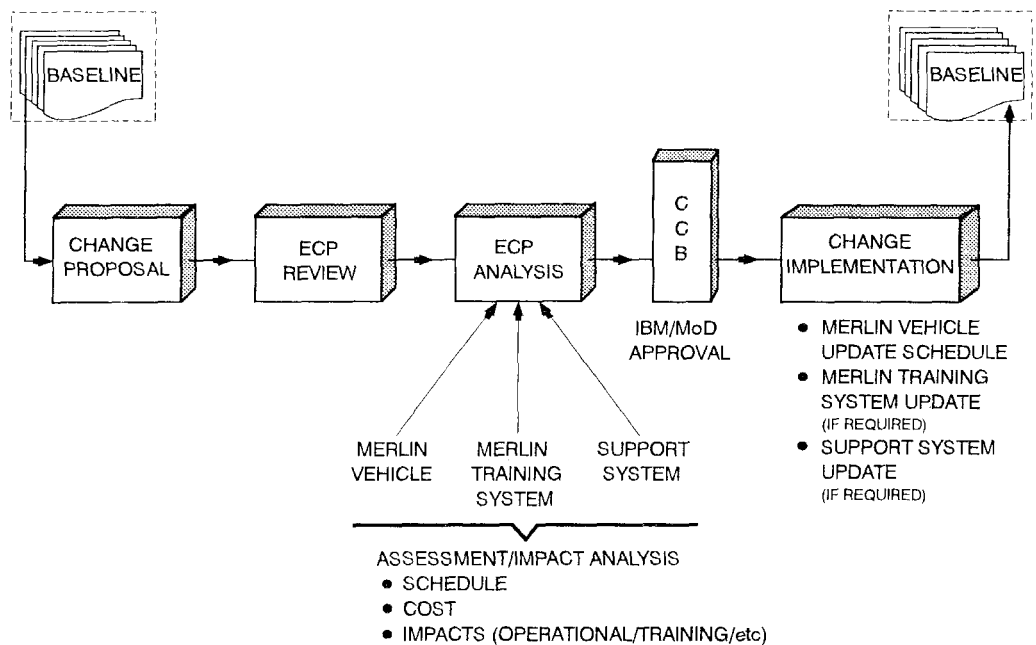 BASELINE
BASELINE
CHANGE
PROPOSAL
ECP
REVIEW
ECP
ANALYSIS
C
C
B
CHANGE
IMPLEMENTATION
IBM/MoD
APPROVAL
● MERLIN VEHICLE
UPDATE SCHEDULE
● MERLIN TRAINING
SYSTEM UPDATE
(IF REQUIRED)
● SUPPORT SYSTEM
UPDATE
(IF REQUIRED)
MERLIN
VEHICLE
MERLIN
TRAINING
SYSTEM
SUPPORT
SYSTEM
ASSESSMENT/IMPACT ANALYSIS
● SCHEDULE
● COST
● IMPACTS (OPERATIONAL/TRAINING/etc)